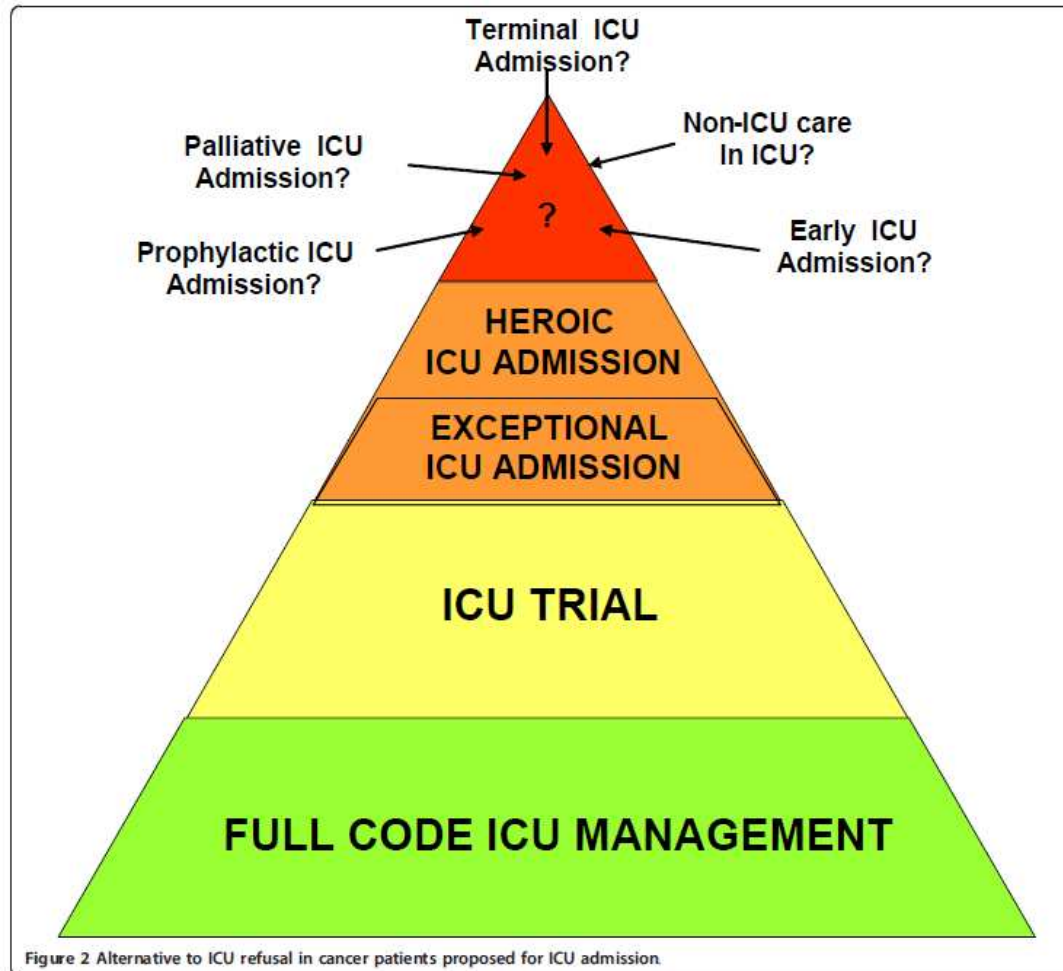 Terminal ICU
Admission?
Non-ICU care
In ICU?
Palliative ICU
Admission?
?
Early ICU
Admission?
Prophylactic ICU
Admission?
HEROIC
ICU ADMISSION
EXCEPTIONAL
ICU ADMISSION
ICU TRIAL
FULL CODE ICU MANAGEMENT
Figure 2 Alternative to ICU refusal in cancer patients proposed for ICU admission.